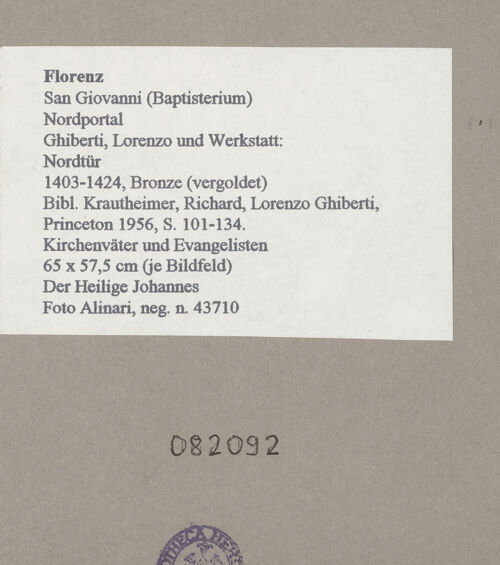 Florenz
San Giovanni (Baptisterium)
Nordportal
Ghiberti, Lorenzo und Werkstatt:
Nordtür
1403-1424, Bronze (vergoldet)
Bibl. Krautheimer, Richard, Lorenzo Ghiberti,
Princeton 1956, S. 101-134.
Kirchenväter und Evangelisten
65 x 57,5 cm (je Bildfeld)
Der Heilige Johannes
Foto Alinari, neg. n. 43710
082092